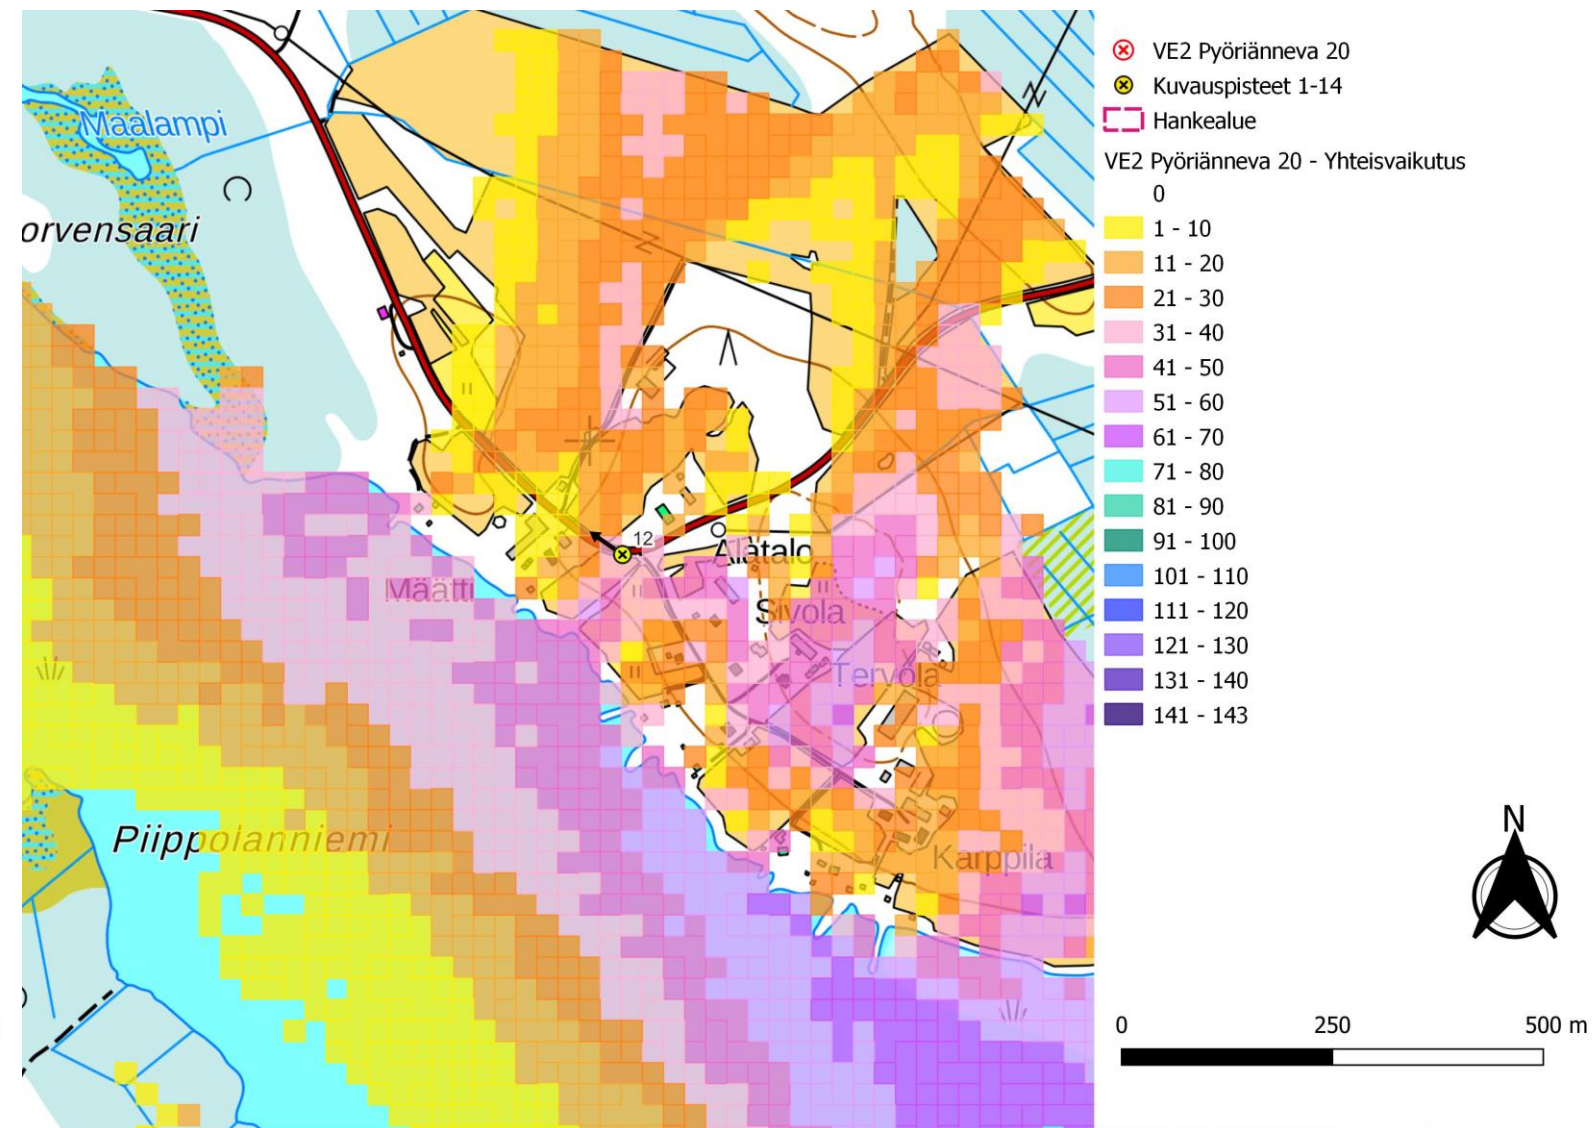 Maalampi
orvensaari
Määtti
Piippolanniemi
12
Alatalo
Sivola
Tervola
Karppila
VE2 Pyöriänneva 20
Kuvauspisteet 1-14
Hankealue
VE2 Pyöriänneva 20 - Yhteisvaikutus
0
1 - 10
11 - 20
21 - 30
31 - 40
41 - 50
51 - 60
61 - 70
71 - 80
81 - 90
91 - 100
101 - 110
111 - 120
121 - 130
131 - 140
141 - 143
N
0 250 500 m